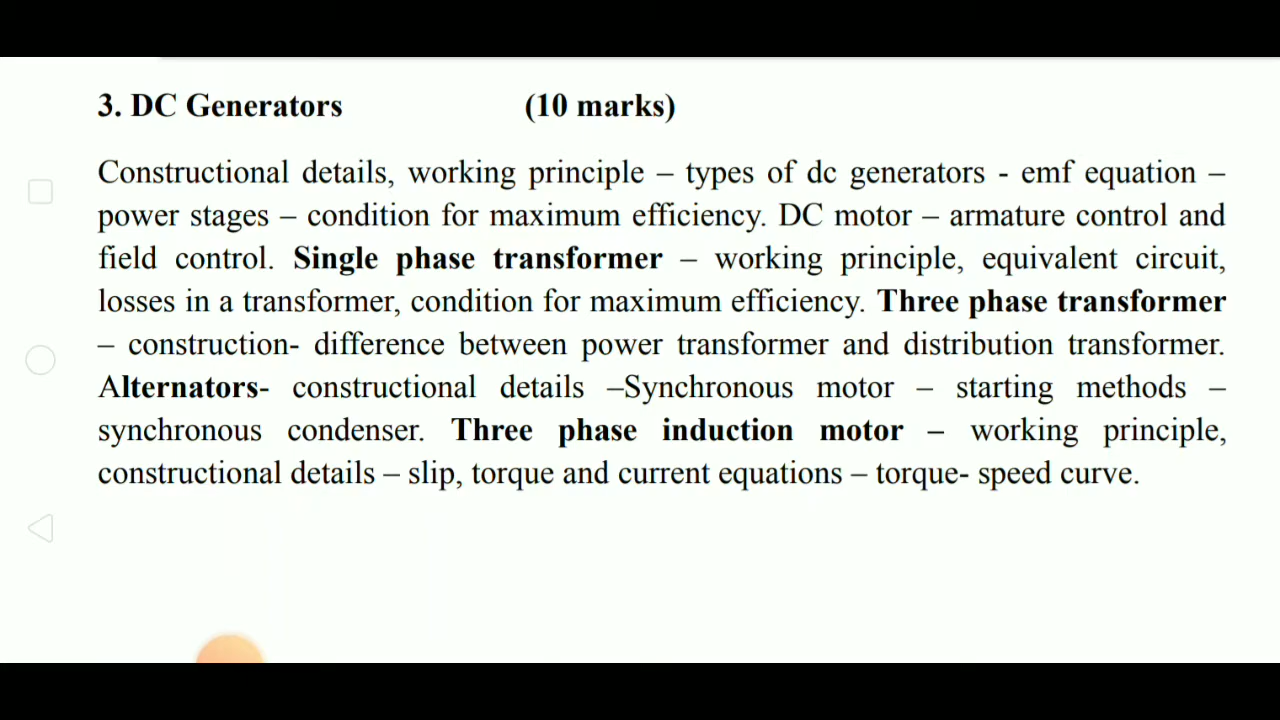 3. DC Generators (10 marks)
Constructional details, working principle – types of dc generators - emf equation –
power stages – condition for maximum efficiency. DC motor – armature control and
field control. Single phase transformer – working principle, equivalent circuit,
losses in a transformer, condition for maximum efficiency. Three phase transformer
– construction- difference between power transformer and distribution transformer.
Alternators- constructional details –Synchronous motor – starting methods –
synchronous condenser. Three phase induction motor – working principle,
constructional details – slip, torque and current equations – torque- speed curve.